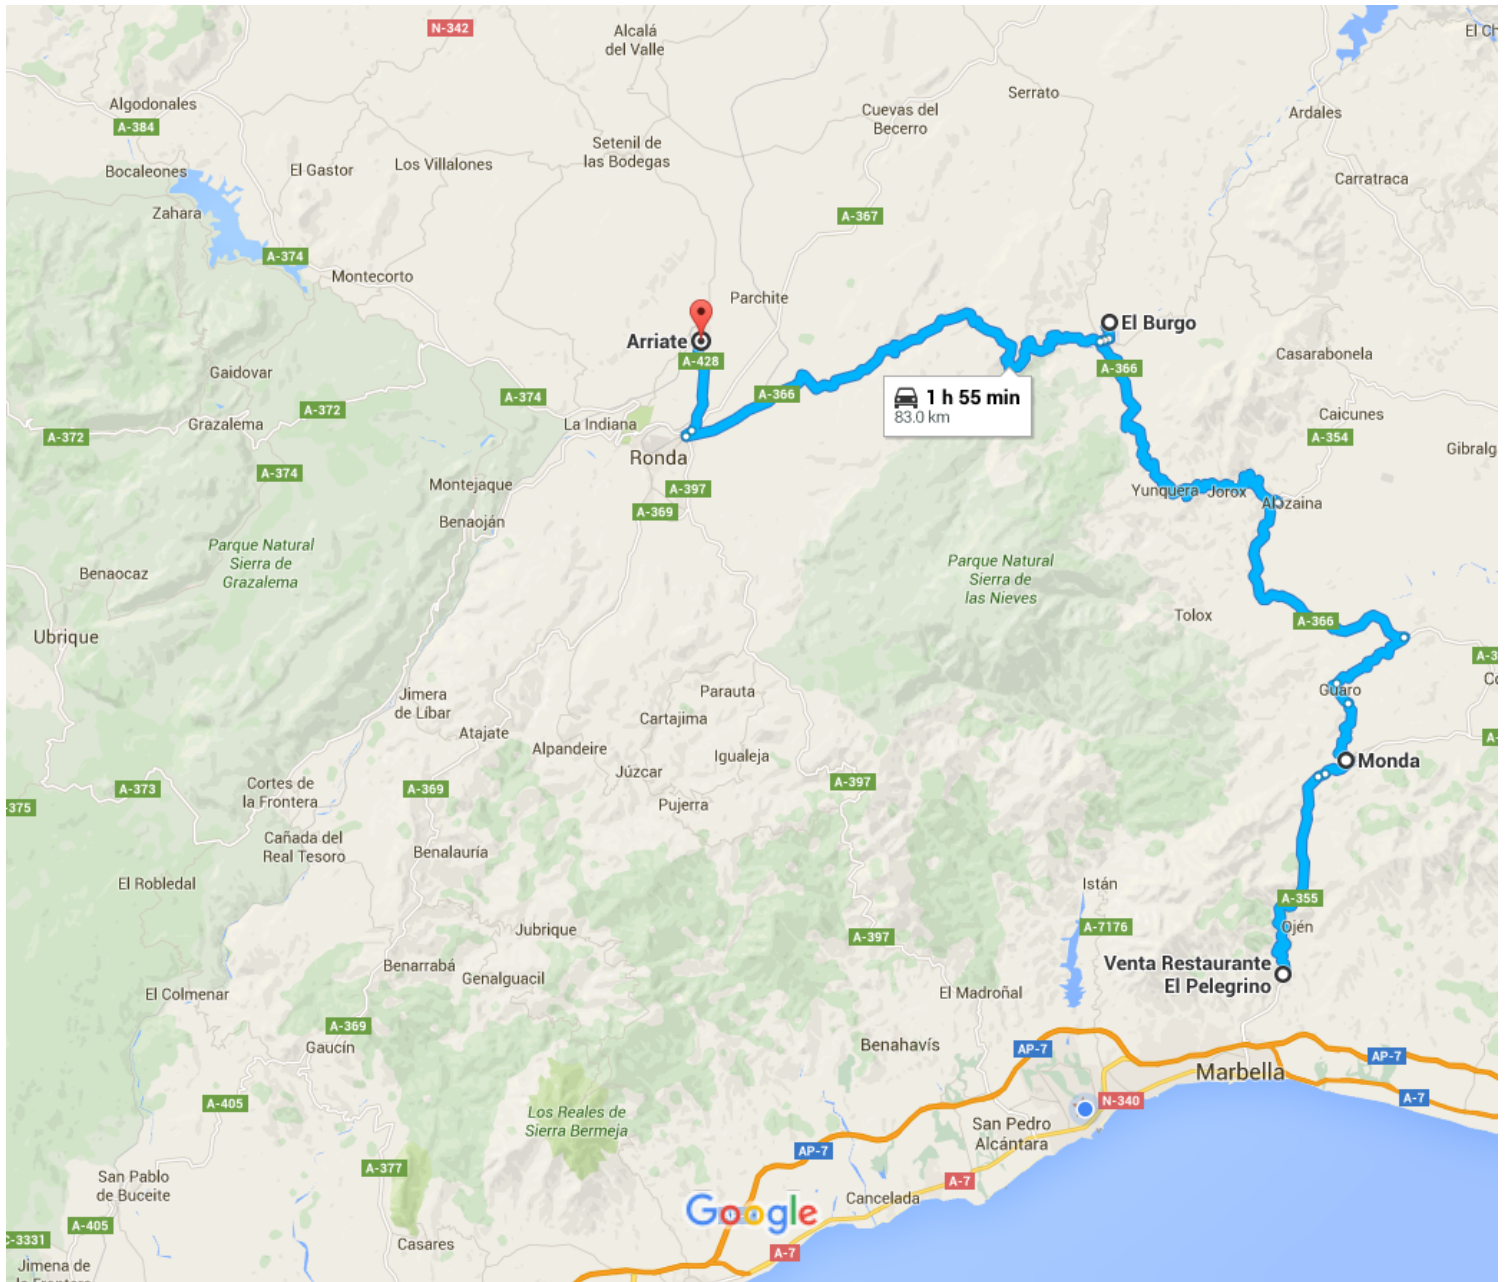 N-342
Alcalá
del Valle
El Ch
Algodonales
A-384
Serrato
Cuevas del
Becerro
Ardales
Setenil de
las Bodegas
Bocaleones
El Gastor
Los Villalones
Carratraca
Zahara
A-367
A-374
Montecorto
Parchite
Arriate
A-428
El Burgo
Casarabonela
Gaidovar
A-366
A-366
1 h 55 min
83.0 km
A-374
A-372
Grazalema
La Indiana
Caicunes
A-354
A-372
Gibralg
Ronda
A-374
Montejaque
A-397
Yunquera
Jorox
Alozaina
A-369
Benaoján
Parque Natural
Sierra de
Grazalema
Parque Natural
Sierra de
las Nieves
Benaocaz
Tolox
A-366
Ubrique
A-3
Co
Jimera
de Líbar
Parauta
Guaro
Cartajima
Atajate
Alpandeire
Igualeja
A-
Monda
Júzcar
A-397
A-373
Cortes de
la Frontera
A-369
-375
Pujerra
Cañada del
Real Tesoro
Benalauría
El Robledal
Istán
A-355
Jubrique
A-7176
Ojén
A-397
Benarrabá
Genalguacil
Venta Restaurante
El Pelegrino
El Colmenar
El Madroñal
A-369
Gaucín
Benahavís
AP-7
AP-7
Marbella
A-405
N-340
A-7
Los Reales de
Sierra Bermeja
San Pedro
Alcántara
AP-7
San Pablo
de Buceite
A-377
A-7
Cancelada
Google
A-405
C-3331
Casares
A-7
Jimena de
la Frontera